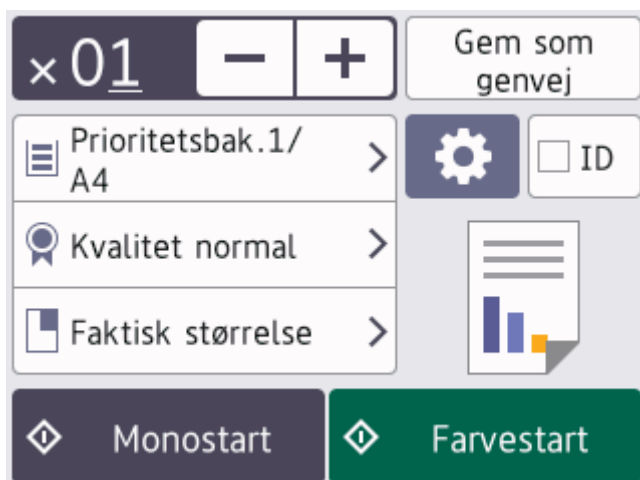 ×01 − +
Gem som
genvej
Prioritetsbak.1/
A4
ID
Kvalitet normal
Faktisk størrelse
Monostart
Farvestart